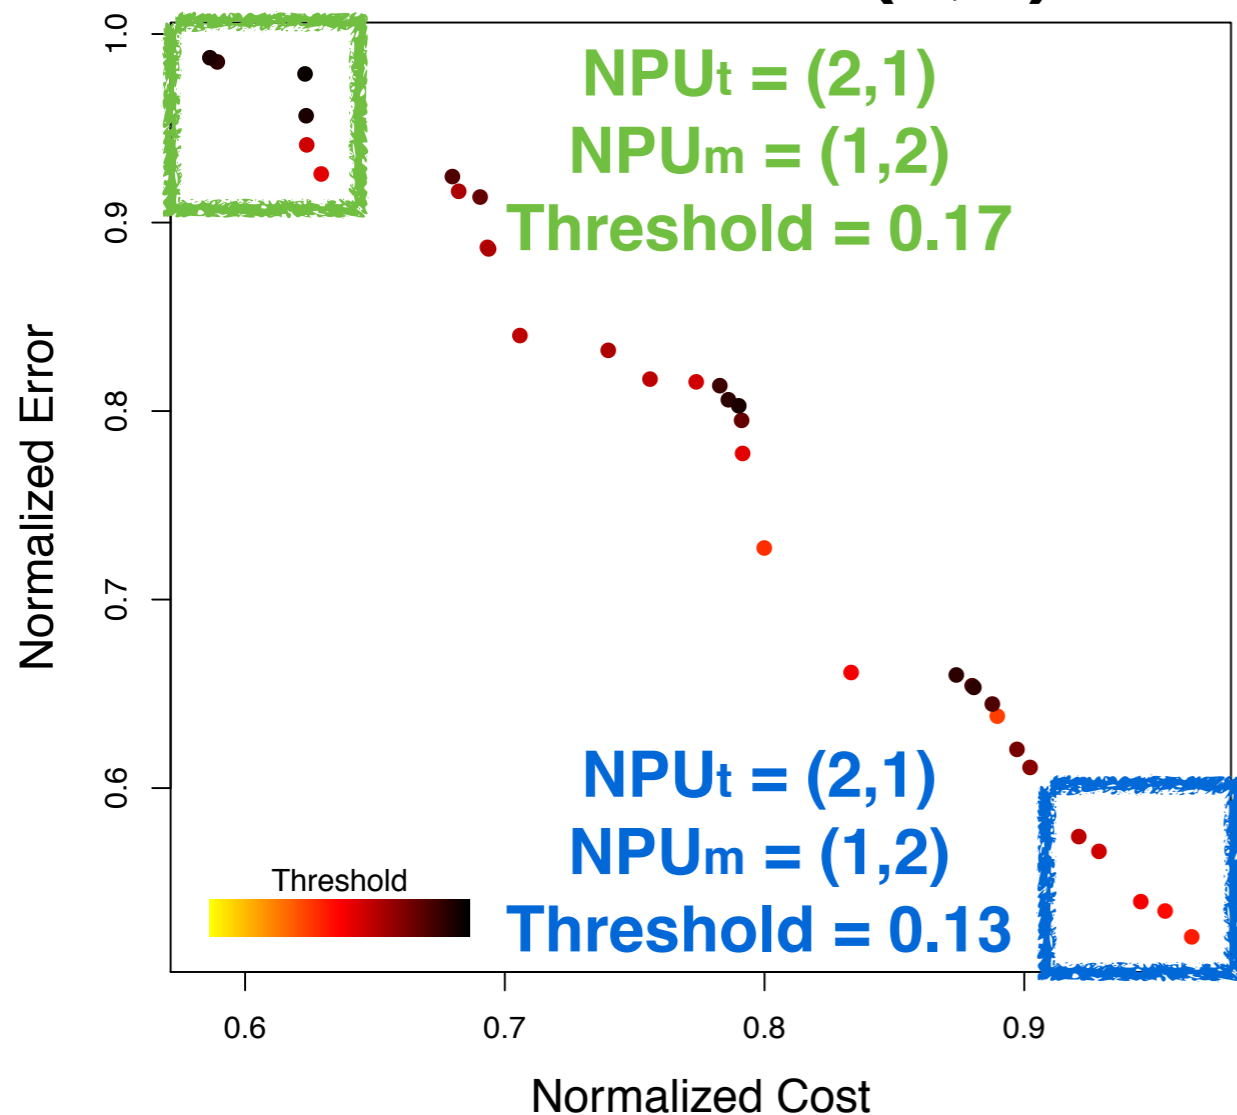 1.0
NPUt = (2,1)
NPUm = (1,2)
0.9
Threshold = 0.17
Normalized Error
0.8
0.7
0.6
NPUt = (2,1)
NPUm = (1,2)
Threshold
Threshold = 0.13
0.6 0.7 0.8 0.9
Normalized Cost